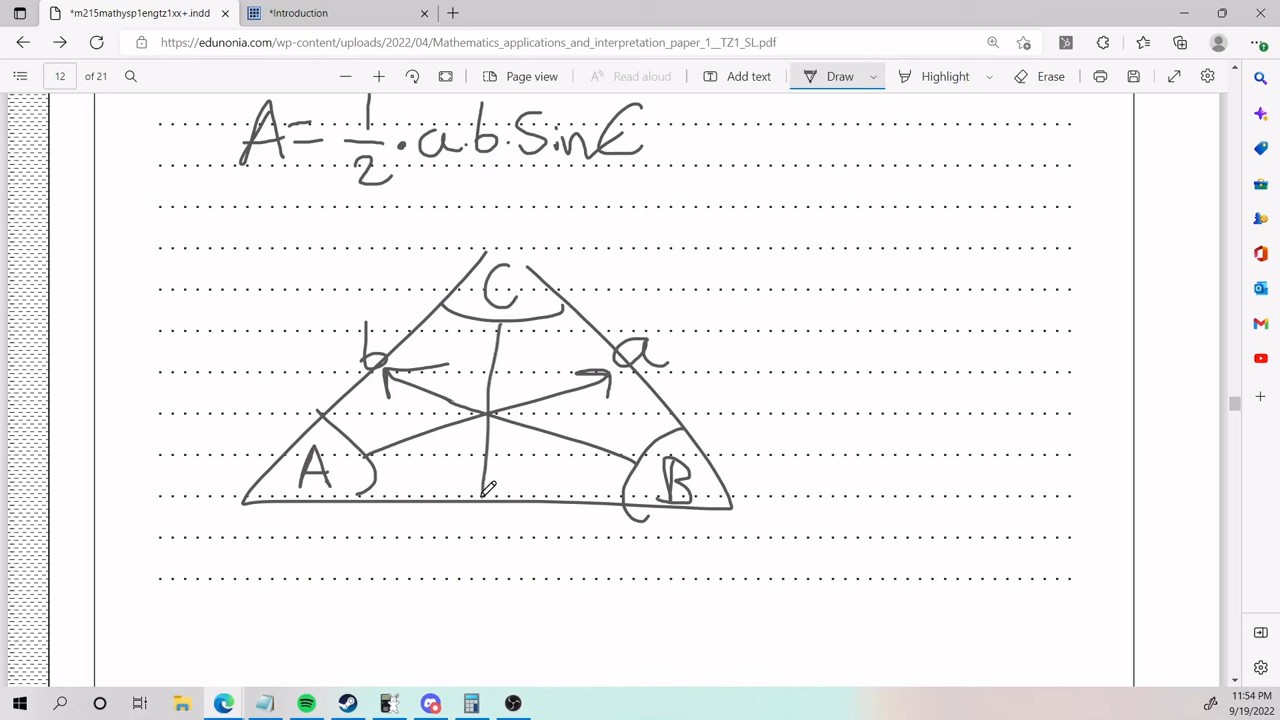 *m215mathysp1engtz1xx+.indd
*Introduction
https://edunonia.com/wp-content/uploads/2022/04/Mathematics_applications_and_interpretation_paper_1__TZ1_SL.pdf
12 of 21 Page view Read aloud Add text Draw Highlight Erase
A = 1/2 · a · b · Sin C
C
b a
A B
11:54 PM
9/19/2022